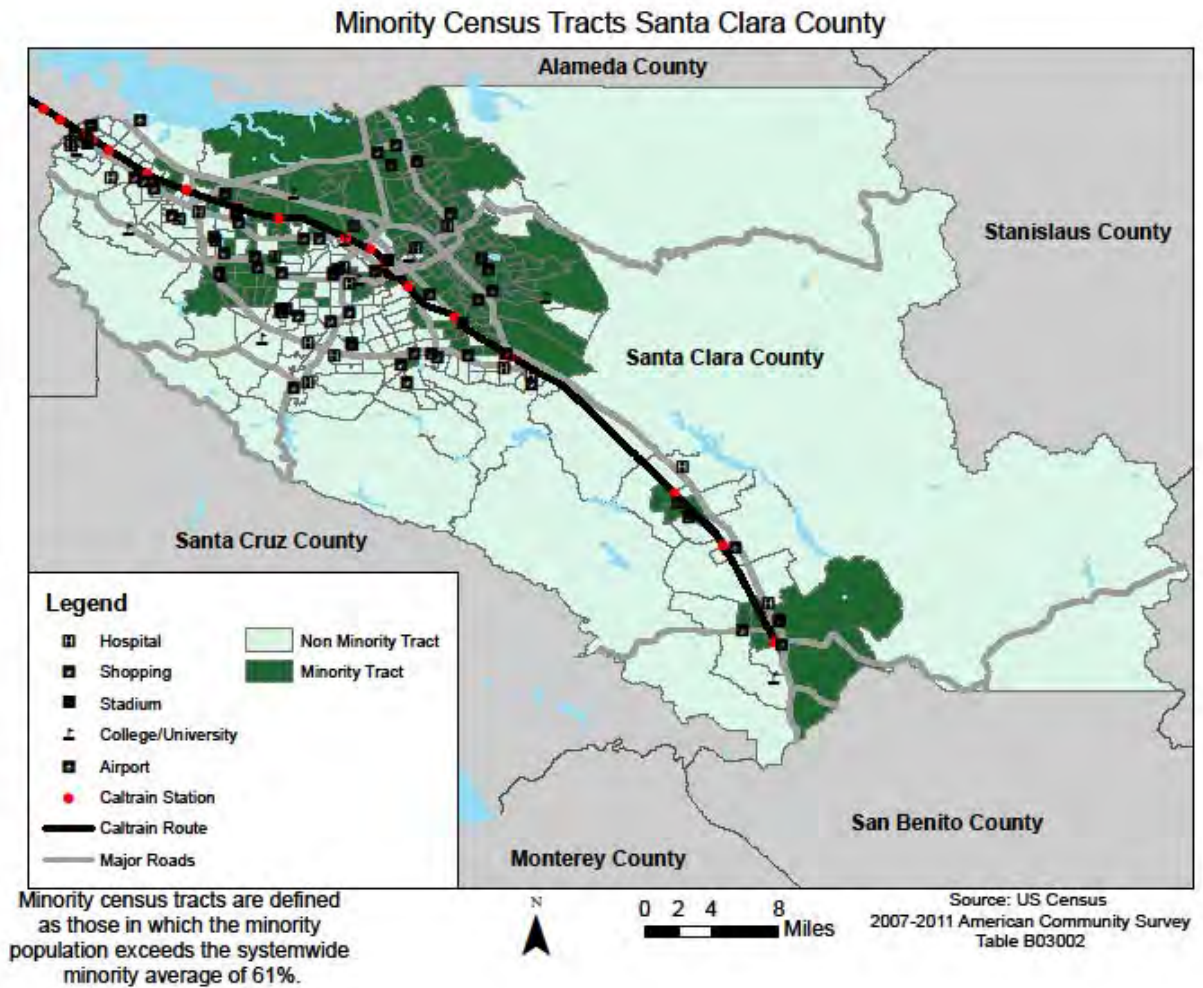 Minority Census Tracts Santa Clara County
Alameda County
Stanislaus County
Santa Clara County
Santa Cruz County
San Benito County
Monterey County
Legend
Hospital
Shopping
Stadium
College/University
Airport
Caltrain Station
Caltrain Route
Major Roads
Non Minority Tract
Minority Tract
Minority census tracts are defined
as those in which the minority
population exceeds the systemwide
minority average of 61%.
N
0 2 4 8
Miles
Source: US Census
2007-2011 American Community Survey
Table B03002